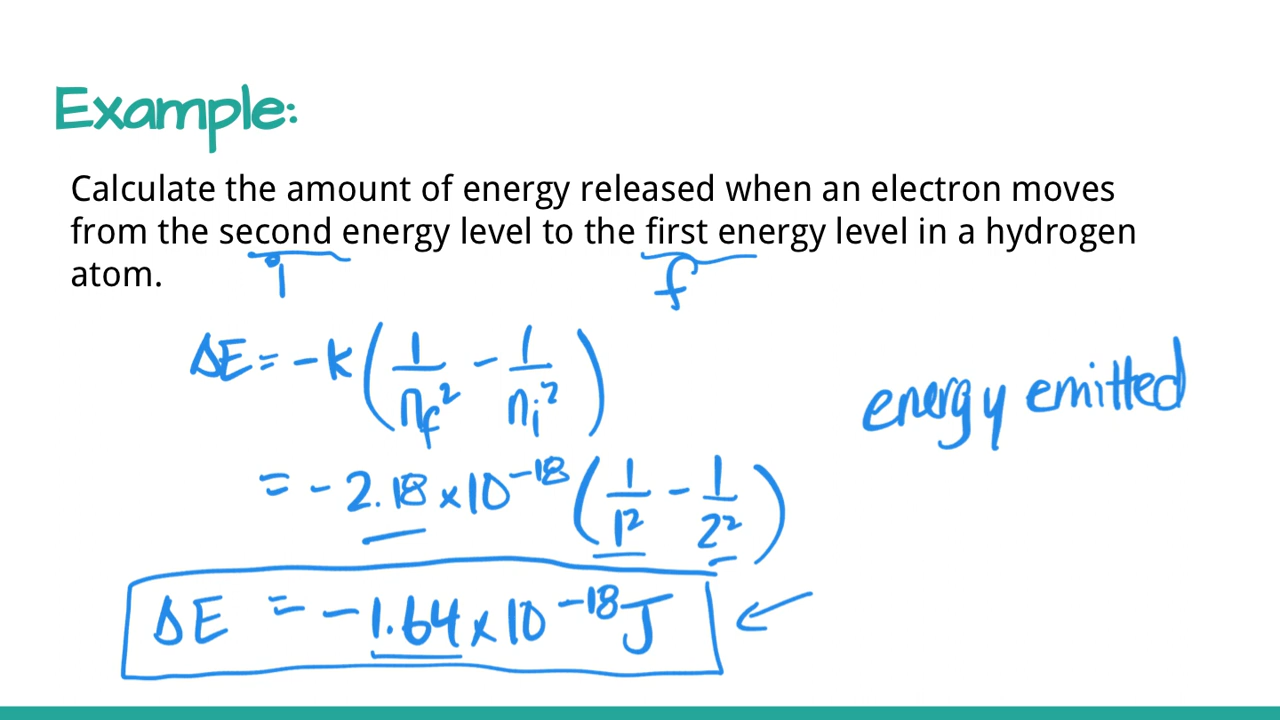 Example:
Calculate the amount of energy released when an electron moves
from the second energy level to the first energy level in a hydrogen
atom.
i f
ΔE = -k(1/n_f² - 1/n_i²)
energy emitted
= -2.18 x 10⁻¹⁸ (1/1² - 1/2²)
ΔE = -1.64 x 10⁻¹⁸ J